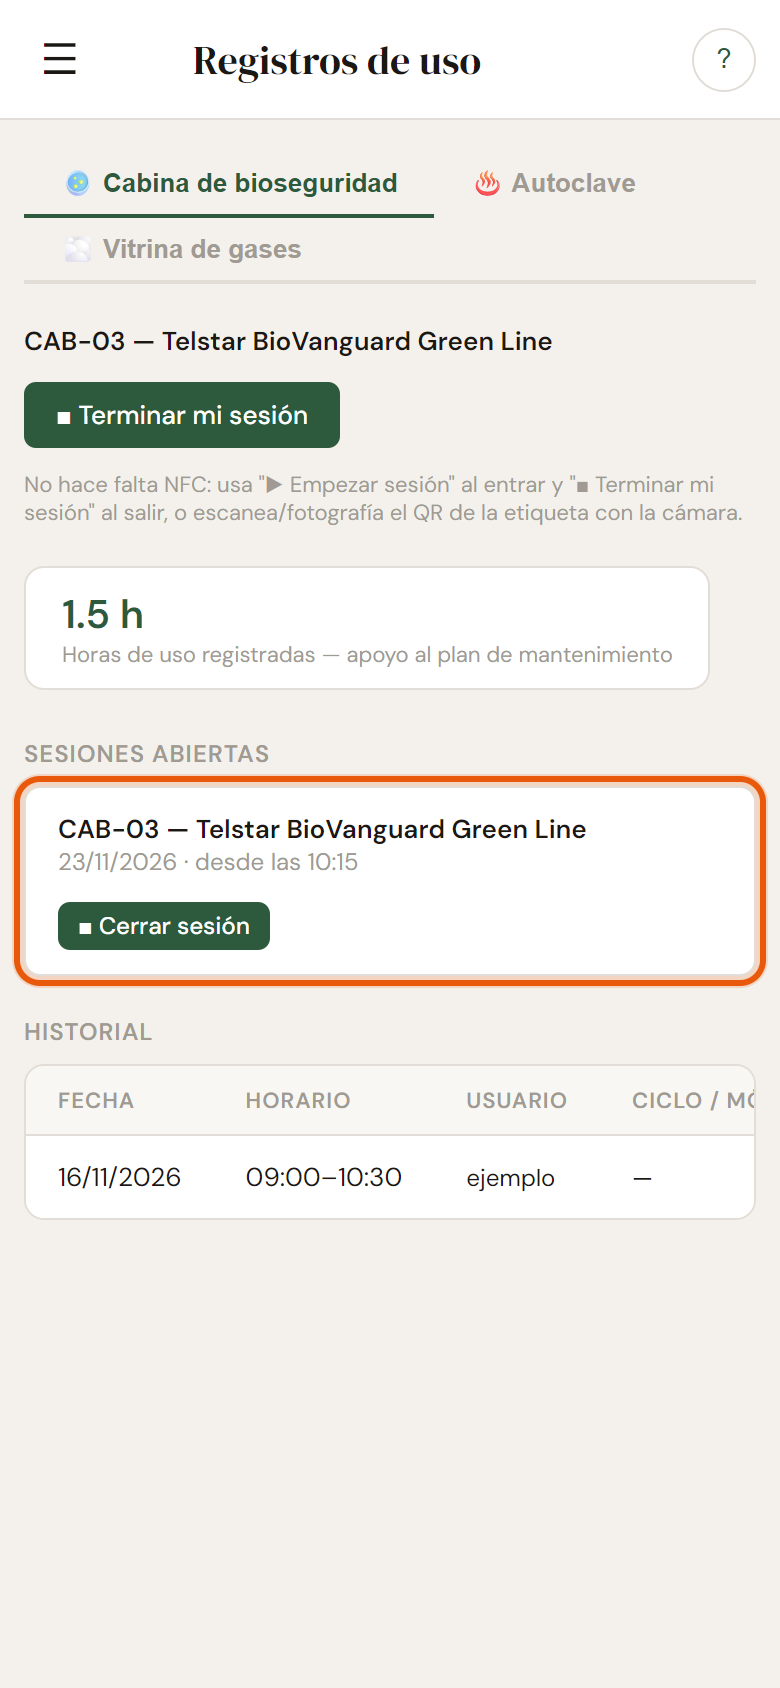 ☰ Registros de uso ?
Cabina de bioseguridad
Autoclave
Vitrina de gases
CAB-03 — Telstar BioVanguard Green Line
■ Terminar mi sesión
No hace falta NFC: usa "▶ Empezar sesión" al entrar y "■ Terminar mi
sesión" al salir, o escanea/fotografía el QR de la etiqueta con la cámara.
1.5 h
Horas de uso registradas — apoyo al plan de mantenimiento
SESIONES ABIERTAS
CAB-03 — Telstar BioVanguard Green Line
23/11/2026 · desde las 10:15
■ Cerrar sesión
HISTORIAL
FECHA HORARIO USUARIO CICLO / MÓ
16/11/2026 09:00–10:30 ejemplo —